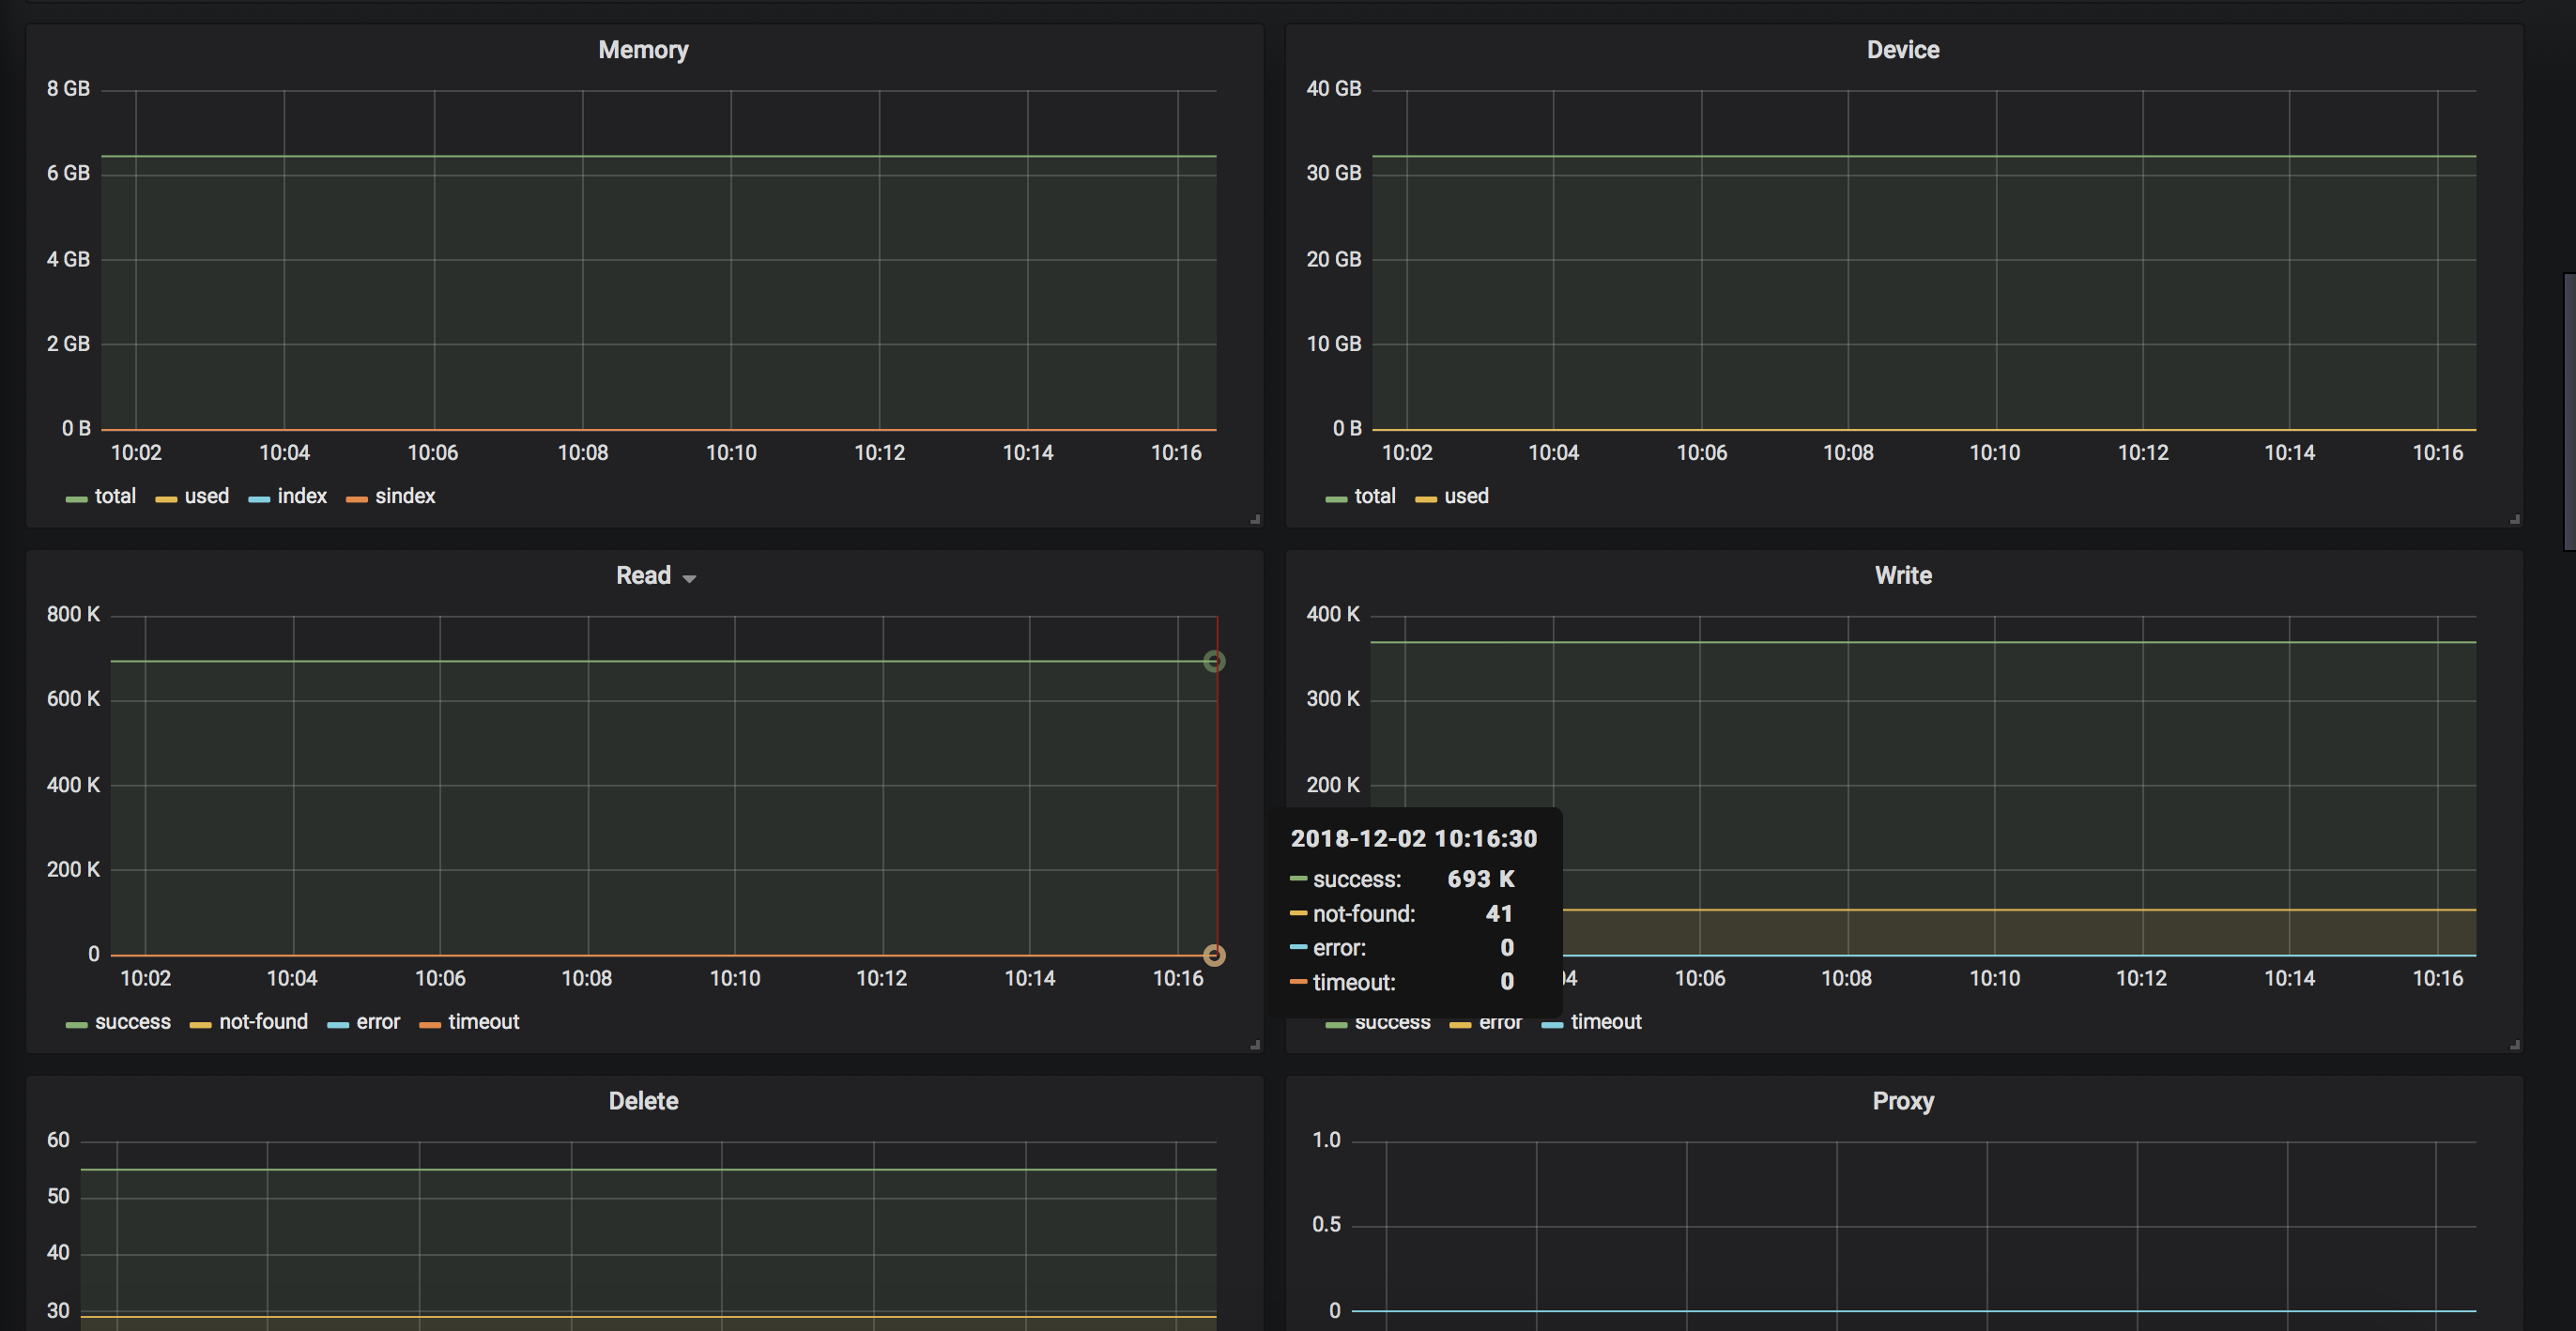 Memory
8 GB
6 GB
4 GB
2 GB
0 B
10:02 10:04 10:06 10:08 10:10 10:12 10:14 10:16
total used index sindex
Device
40 GB
30 GB
20 GB
10 GB
0 B
10:02 10:04 10:06 10:08 10:10 10:12 10:14 10:16
total used
Read
800 K
600 K
400 K
200 K
0
10:02 10:04 10:06 10:08 10:10 10:12 10:14 10:16
success not-found error timeout
Write
400 K
300 K
200 K
2018-12-02 10:16:30
success: 693 K
not-found: 41
error: 0
timeout: 0
4 10:06 10:08 10:10 10:12 10:14 10:16
success error timeout
Delete
60
50
40
30
Proxy
1.0
0.5
0